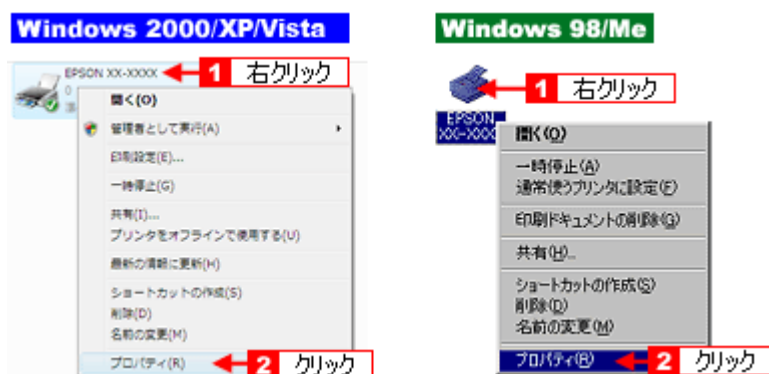 Windows 2000/XP/Vista
EPSON XX-XXXX
1 右クリック
0
開く(O)
管理者として実行(A)
印刷設定(E)...
一時停止(G)
共有(I)...
プリンタをオフラインで使用する(U)
最新の情報に更新(H)
ショートカットの作成(S)
削除(D)
名前の変更(M)
プロパティ(R)
2 クリック
Windows 98/Me
1 右クリック
EPSON
XX-XXXX
開く(O)
一時停止(A)
通常使うプリンタに設定(F)
印刷ドキュメントの削除(G)
共有(H)...
ショートカットの作成(S)
削除(D)
名前の変更(M)
プロパティ(R)
2 クリック